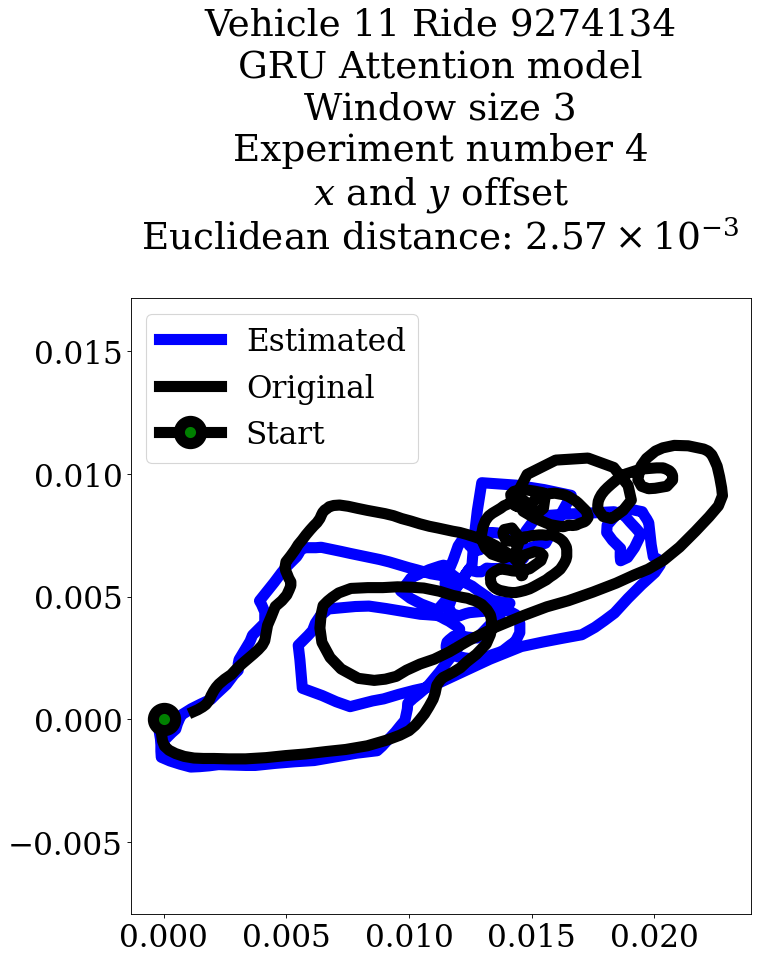 Vehicle 11 Ride 9274134
GRU Attention model
Window size 3
Experiment number 4
x and y offset
Euclidean distance: 2.57 × 10⁻³
Estimated
Original
Start
0.015
0.010
0.005
0.000
−0.005
0.000 0.005 0.010 0.015 0.020